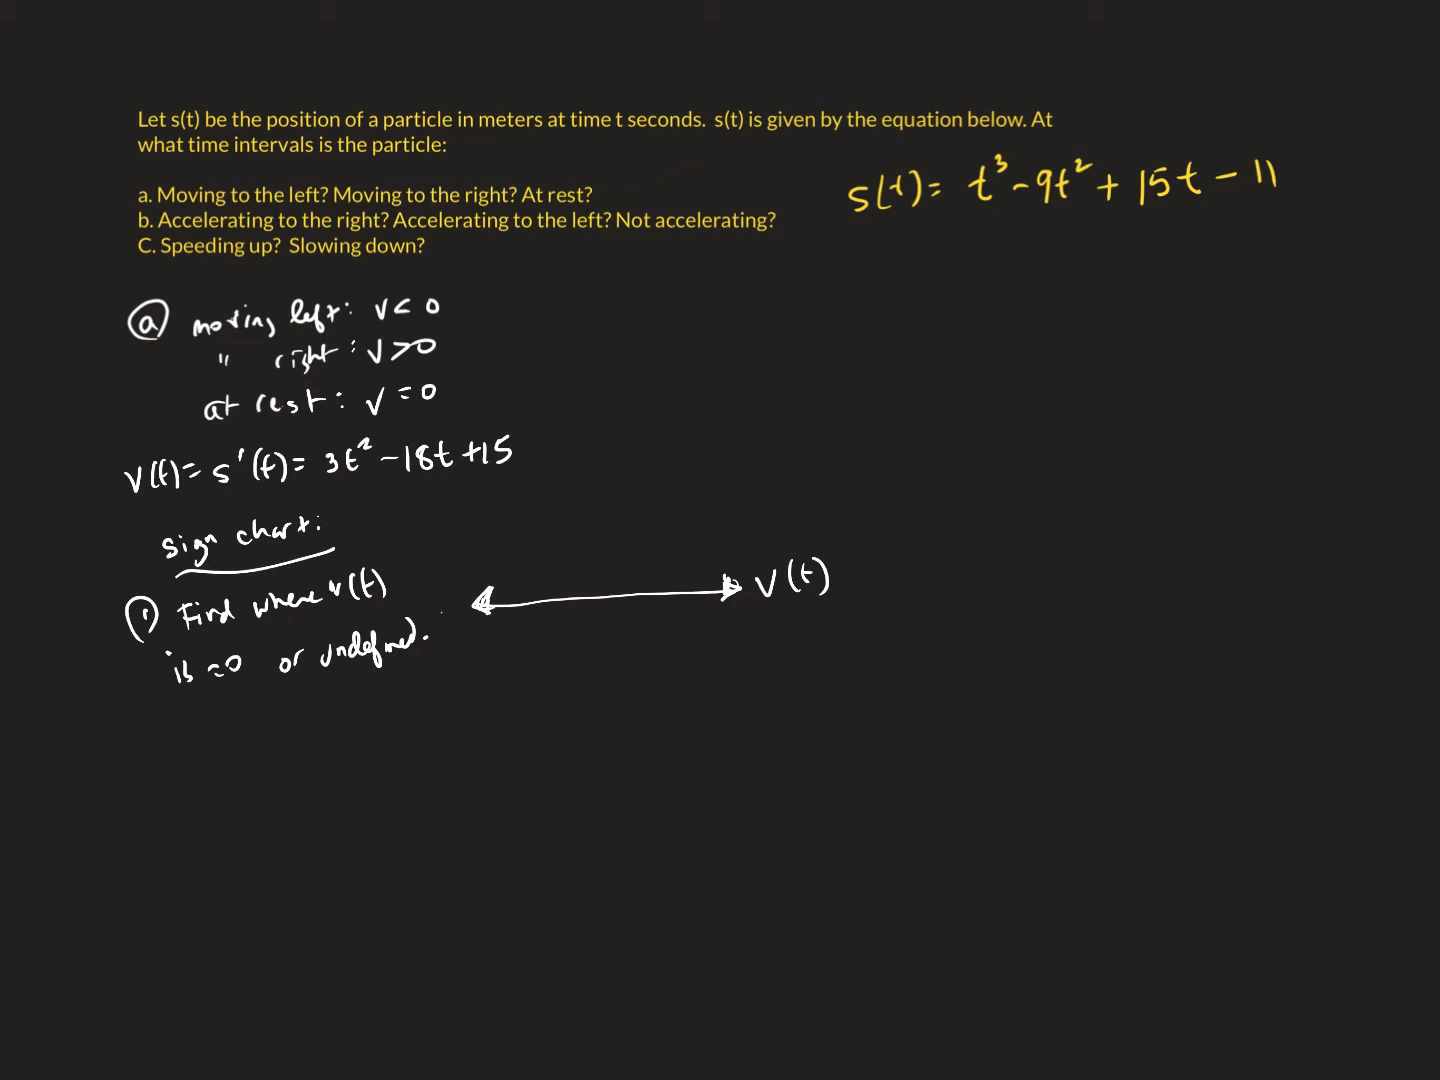 Let s(t) be the position of a particle in meters at time t seconds. s(t) is given by the equation below. At
what time intervals is the particle:
a. Moving to the left? Moving to the right? At rest?
b. Accelerating to the right? Accelerating to the left? Not accelerating?
C. Speeding up? Slowing down?
s(t)= t³-9t²+15t-11
ⓐ moving left: v<0
" right: v>0
at rest: v=0
v(t)= s'(t)= 3t²-18t+15
sign chart:
① Find where v(t)
is =0 or undefined.
v(t)